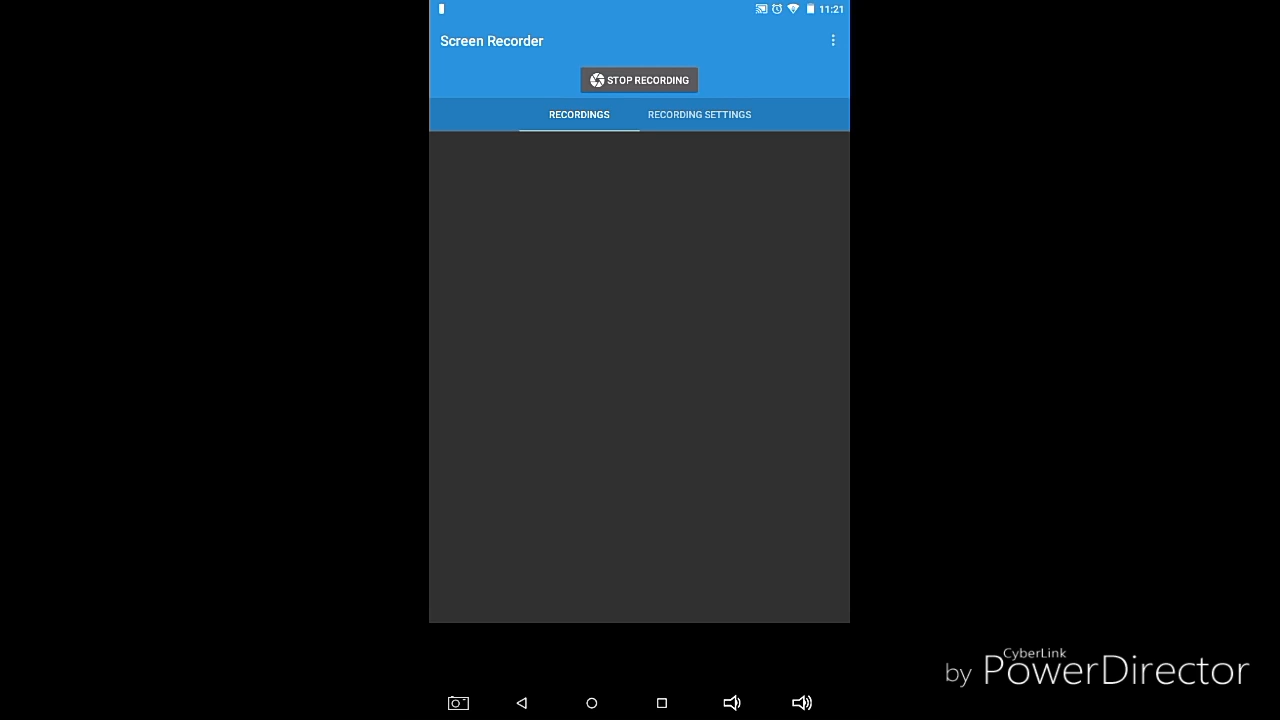 11:21
Screen Recorder
STOP RECORDING
RECORDINGS
RECORDING SETTINGS
by CyberLink PowerDirector